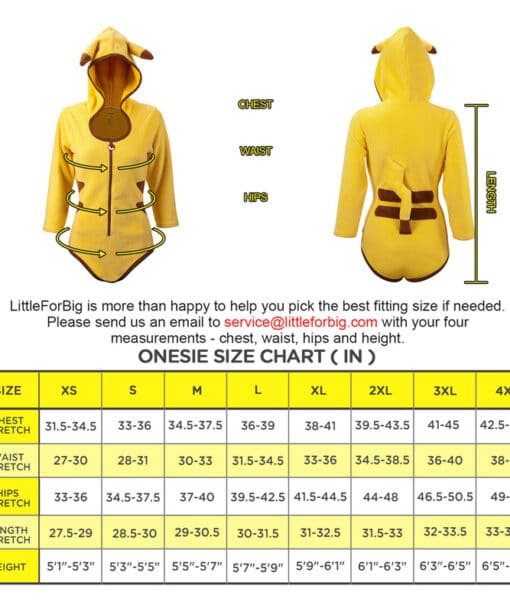 CHEST
WAIST
HIPS
LENGTH
LittleForBig is more than happy to help you pick the best fitting size if needed.
Please send us an email to service@littleforbig.com with your four
measurements - chest, waist, hips and height.
ONESIE SIZE CHART ( IN )
SIZE XS S M L XL 2XL 3XL 4X
HEST 31.5-34.5 33-36 34.5-37.5 36-39 38-41 39.5-43.5 41-45 42.5-
RETCH
AIST 27-30 28-31 30-33 31.5-34.5 33-36 34.5-38.5 36-40 38-
RETCH
HIPS 33-36 34.5-37.5 37-40 39.5-42.5 41.5-44.5 44-48 46.5-50.5 49-
RETCH
NGTH 27.5-29 28.5-30 29-30.5 30-31.5 31-32.5 31.5-33 32-33.5 33-3
RETCH
EIGHT 5'1"-5'3" 5'3"-5'5" 5'5"-5'7" 5'7"-5'9" 5'9"-6'1" 6'1"-6'3" 6'3"-6'5" 6'5"-